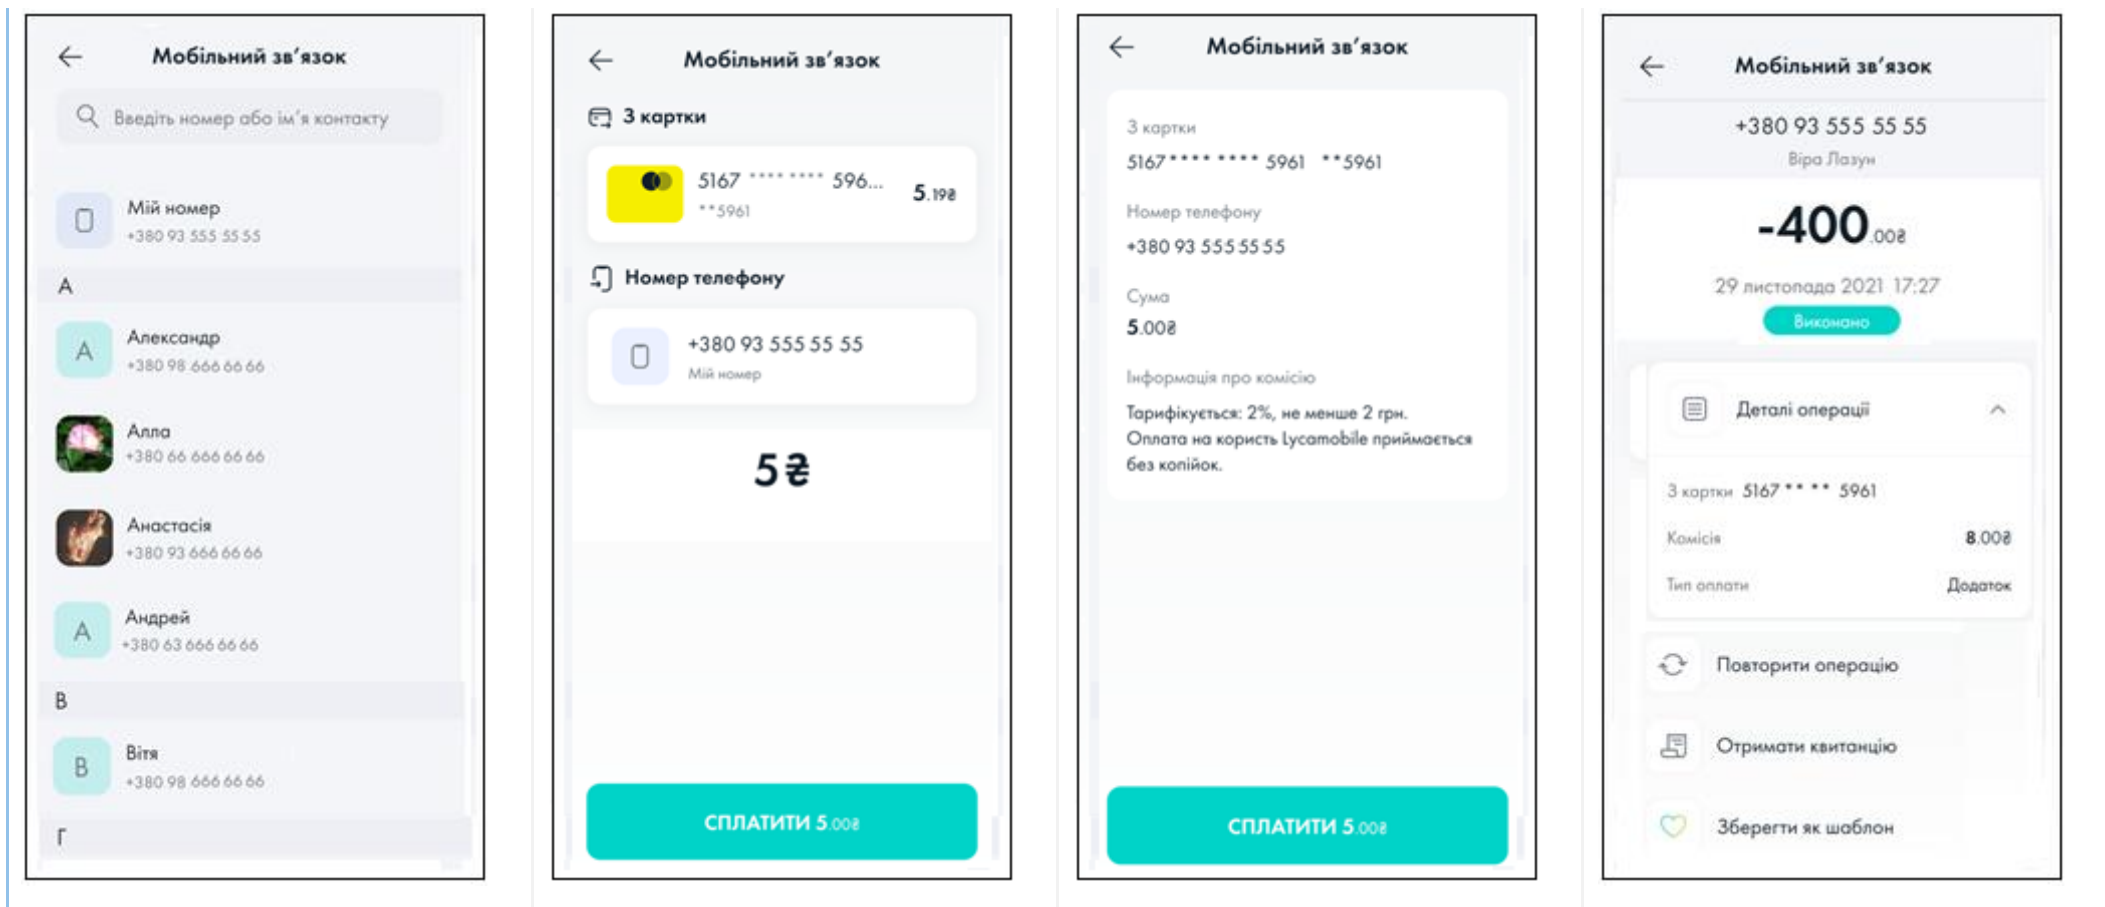 Мобільний зв’язок
Введіть номер або ім’я контакту
Мій номер
+380 93 555 55 55
А
А
Александр
+380 98 666 66 66
Алла
+380 66 666 66 66
Анастасія
+380 93 666 66 66
А
Андрей
+380 63 666 66 66
В
В
Вітя
+380 98 666 66 66
Г
Мобільний зв’язок
З картки
5167 **** **** 596...
**5961
5.19₴
Номер телефону
+380 93 555 55 55
Мій номер
5 ₴
СПЛАТИТИ 5.00₴
Мобільний зв’язок
З картки
5167 **** **** 5961 **5961
Номер телефону
+380 93 555 55 55
Сума
5.00₴
Інформація про комісію
Тарифікується: 2%, не менше 2 грн.
Оплата на користь Lycamobile приймається
без копійок.
СПЛАТИТИ 5.00₴
Мобільний зв’язок
+380 93 555 55 55
Віра Лазун
-400.00₴
29 листопада 2021 17:27
Виконано
Деталі операції
З картки 5167 ** ** 5961
Комісія 8.00₴
Тип оплати Додаток
Повторити операцію
Отримати квитанцію
Зберегти як шаблон